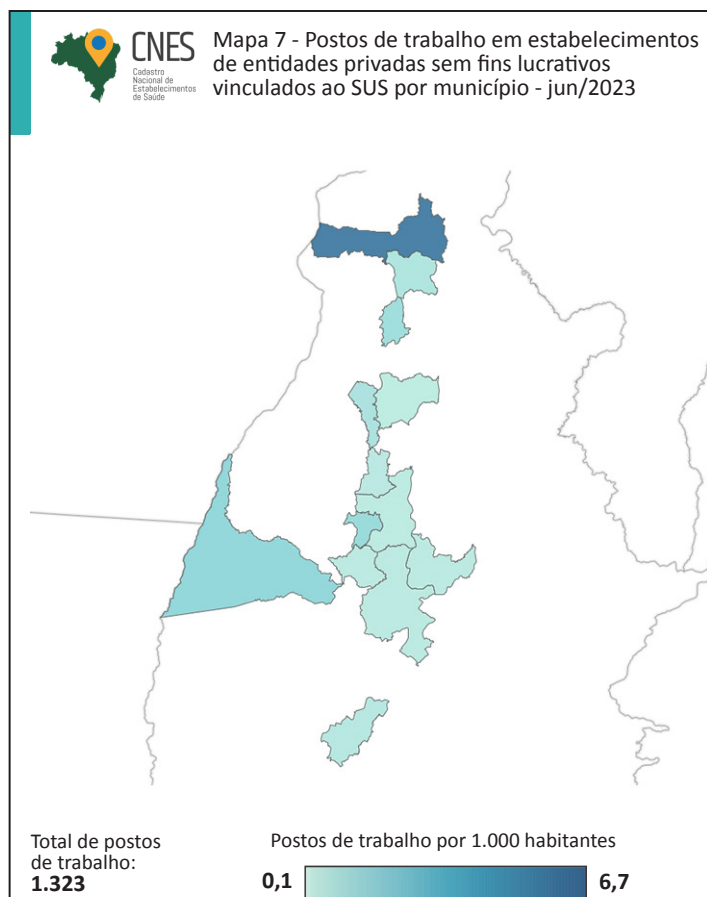 CNES
Cadastro
Nacional de
Estabelecimentos
de Saúde
Mapa 7 - Postos de trabalho em estabelecimentos
de entidades privadas sem fins lucrativos
vinculados ao SUS por município - jun/2023
Total de postos
de trabalho:
1.323
Postos de trabalho por 1.000 habitantes
0,1
6,7